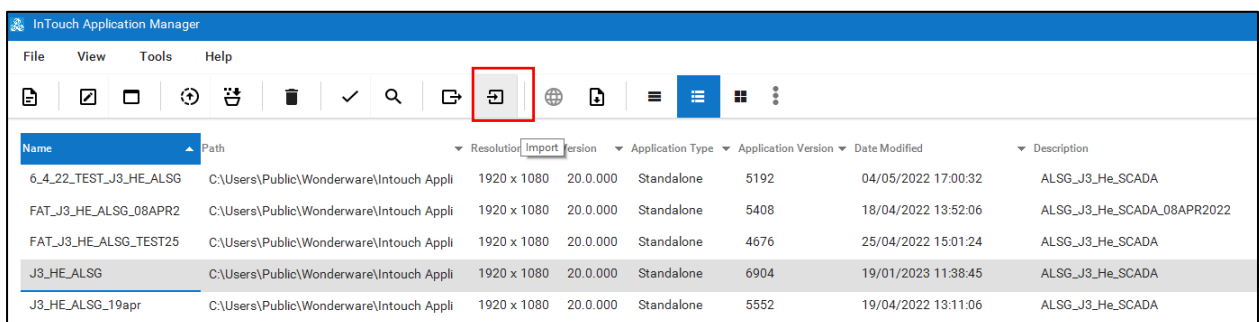 InTouch Application Manager
File View Tools Help
Import
Name Path Resolution Version Application Type Application Version Date Modified Description
6_4_22_TEST_J3_HE_ALSG C:\Users\Public\Wonderware\Intouch Appli 1920 x 1080 20.0.000 Standalone 5192 04/05/2022 17:00:32 ALSG_J3_He_SCADA
FAT_J3_HE_ALSG_08APR2 C:\Users\Public\Wonderware\Intouch Appli 1920 x 1080 20.0.000 Standalone 5408 18/04/2022 13:52:06 ALSG_J3_He_SCADA_08APR2022
FAT_J3_HE_ALSG_TEST25 C:\Users\Public\Wonderware\Intouch Appli 1920 x 1080 20.0.000 Standalone 4676 25/04/2022 15:01:24 ALSG_J3_He_SCADA
J3_HE_ALSG C:\Users\Public\Wonderware\Intouch Appli 1920 x 1080 20.0.000 Standalone 6904 19/01/2023 11:38:45 ALSG_J3_He_SCADA
J3_HE_ALSG_19apr C:\Users\Public\Wonderware\Intouch Appli 1920 x 1080 20.0.000 Standalone 5552 19/04/2022 13:11:06 ALSG_J3_He_SCADA